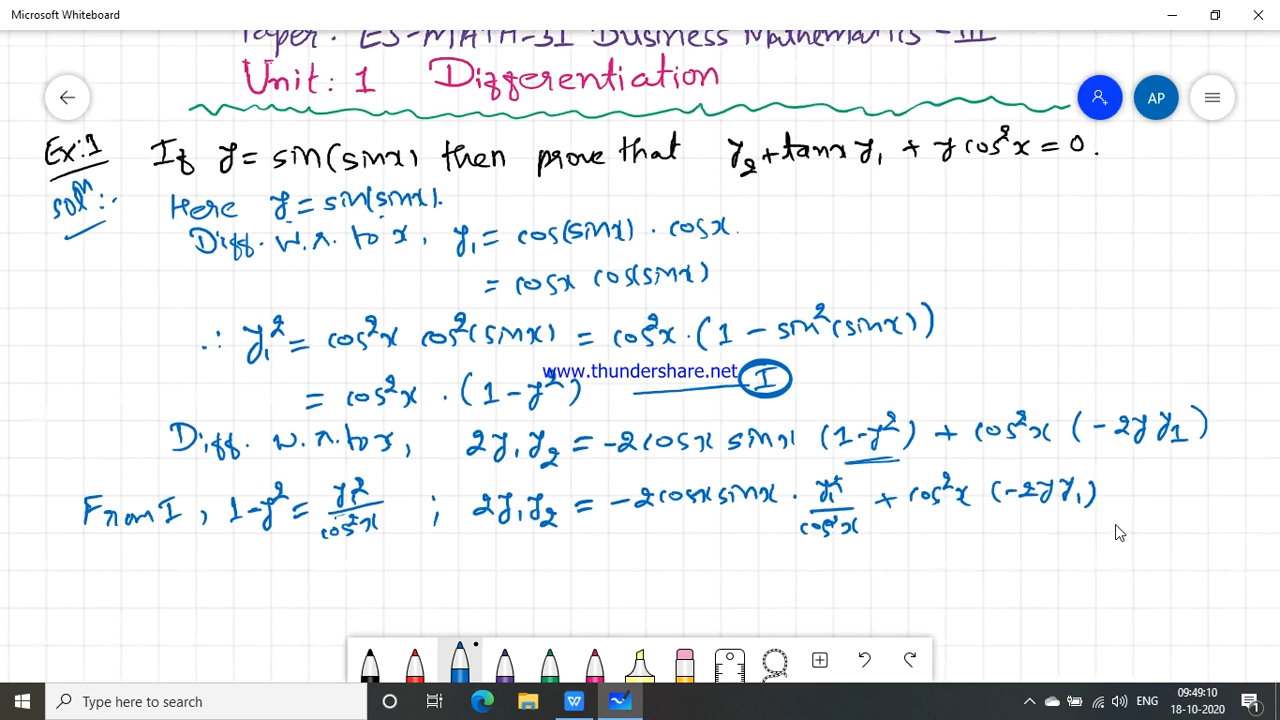 Microsoft Whiteboard
Paper: ES-MATH-31 Business Mathematics-III
Unit: 1 Differentiation
AP
Ex:1 If y = sin(sinx) then prove that y₂ + tanx y₁ + y cos²x = 0.
Solⁿ:- Here y = sin(sinx).
Diff. w.r. to x, y₁ = cos(sinx) · cosx.
= cosx cos(sinx)
∴ y₁² = cos²x cos²(sinx) = cos²x · (1 - sin²(sinx))
www.thundershare.net
= cos²x · (1 - y²) ——— I
Diff. w.r. to x, 2y₁y₂ = -2cosx sinx (1-y²) + cos²x (-2y y₁)
From I, 1-y² = y₁²/cos²x ; 2y₁y₂ = -2cosx sinx · y₁²/cos²x + cos²x (-2y y₁)
Type here to search
ENG
09:49:10
18-10-2020
1